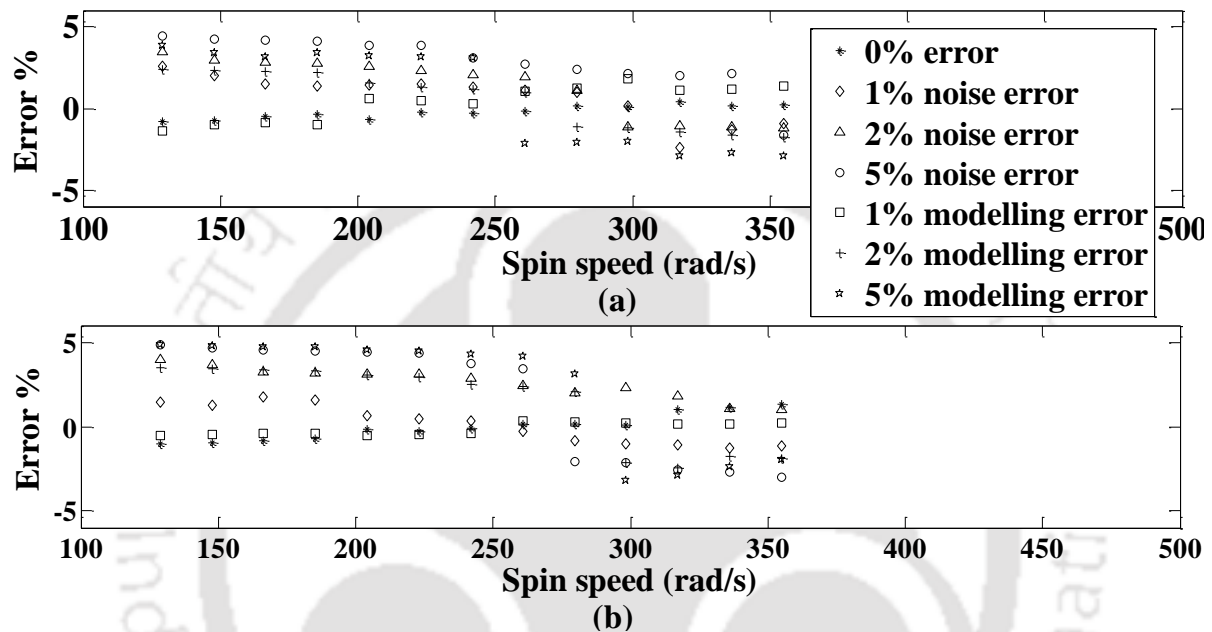 5
0
-5
Error %
100
150
200
250
300
350
500
Spin speed (rad/s)
(a)
0% error
1% noise error
2% noise error
5% noise error
1% modelling error
2% modelling error
5% modelling error
5
0
-5
Error %
100
150
200
250
300
350
400
450
500
Spin speed (rad/s)
(b)